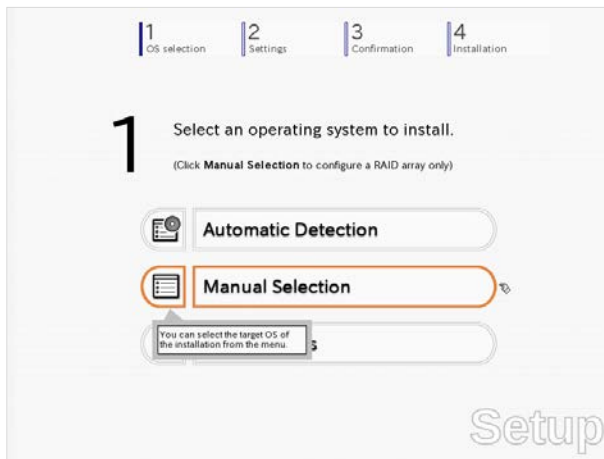 1
OS selection
2
Settings
3
Confirmation
4
Installation
1
Select an operating system to install.
(Click Manual Selection to configure a RAID array only)
Automatic Detection
Manual Selection
You can select the target OS of
the installation from the menu.
Setup